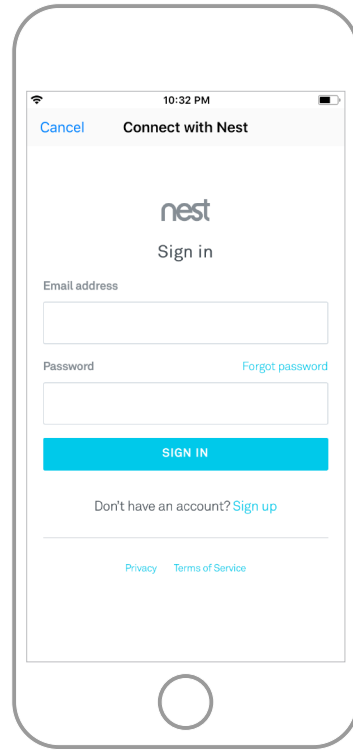 10:32 PM
Cancel Connect with Nest
nest
Sign in
Email address
Password Forgot password
SIGN IN
Don't have an account? Sign up
Privacy Terms of Service